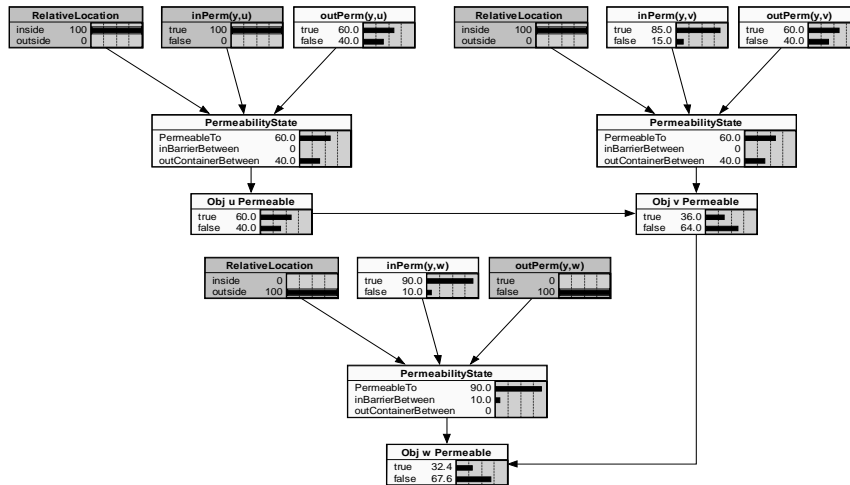 RelativeLocation
inside 100
outside 0
inPerm(y,u)
true 100
false 0
outPerm(y,u)
true 60.0
false 40.0
RelativeLocation
inside 100
outside 0
inPerm(y,v)
true 85.0
false 15.0
outPerm(y,v)
true 60.0
false 40.0
PermeabilityState
PermeableTo 60.0
inBarrierBetween 0
outContainerBetween 40.0
PermeabilityState
PermeableTo 60.0
inBarrierBetween 0
outContainerBetween 40.0
Obj u Permeable
true 60.0
false 40.0
Obj v Permeable
true 36.0
false 64.0
RelativeLocation
inside 0
outside 100
inPerm(y,w)
true 90.0
false 10.0
outPerm(y,w)
true 0
false 100
PermeabilityState
PermeableTo 90.0
inBarrierBetween 10.0
outContainerBetween 0
Obj w Permeable
true 32.4
false 67.6